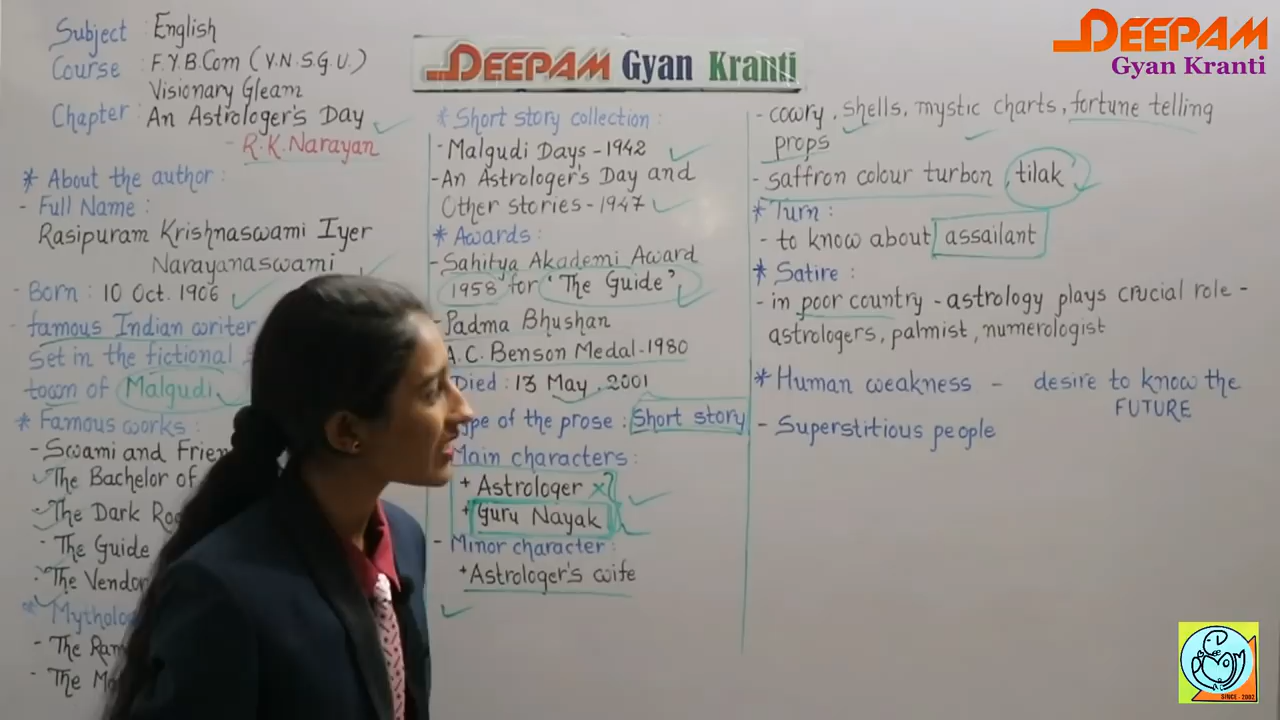 Subject : English
Course : F.Y.B.Com (V.N.S.G.U.)
Visionary Gleam
Chapter : An Astrologer's Day
- R.K.Narayan
* About the author :
- Full Name :
Rasipuram Krishnaswami Iyer
Narayanaswami
- Born : 10 Oct. 1906
- famous Indian writer
set in the fictional
town of Malgudi
* Famous works :
- Swami and
- The Bachelor of
- The Dark
- The Guide
- The
*
- The
- The
DEEPAM Gyan Kranti
* Short story collection :
- Malgudi Days - 1942
- An Astrologer's Day and
Other stories - 1947
* Awards :
- Sahitya Akademi Award
1958 for 'The Guide'
- Padma Bhushan
A.C. Benson Medal - 1980
Died : 13 May, 2001
of the prose : Short story
Main characters :
+ Astrologer ×
+ Guru Nayak
- Minor character :
+ Astrologer's wife
DEEPAM
Gyan Kranti
- cowry, shells, mystic charts, fortune telling
props
- saffron colour turbon, tilak
* Turn :
- to know about assailant
* Satire :
- in poor country - astrology plays crucial role -
astrologers, palmist, numerologist
* Human weakness - desire to know the
FUTURE
- Superstitious people
SINCE - 2002